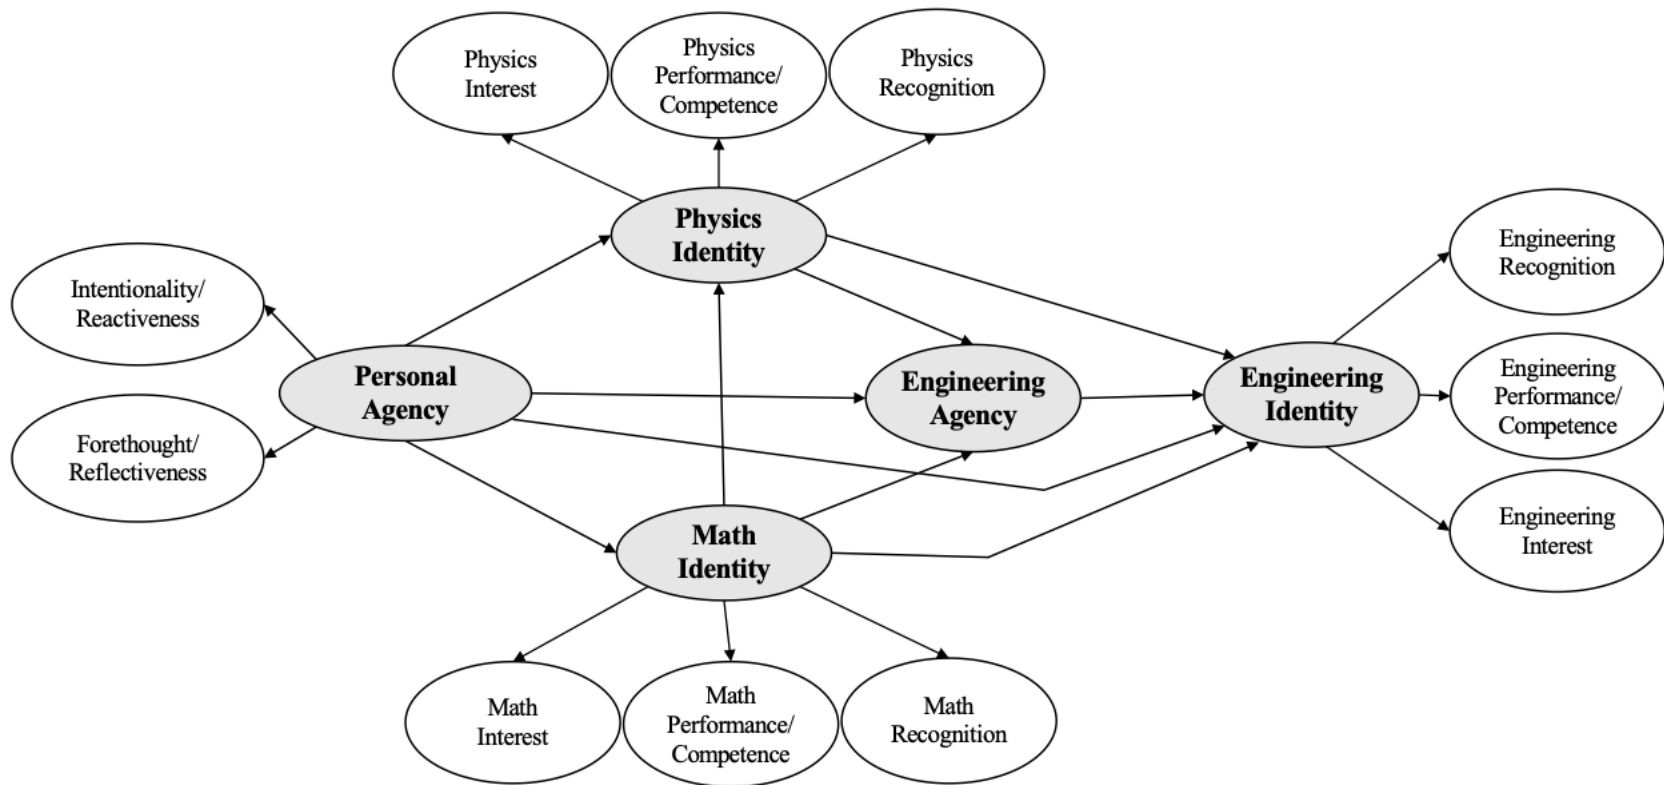 Physics
Interest
Physics
Performance/
Competence
Physics
Recognition
Physics
Identity
Engineering
Recognition
Intentionality/
Reactiveness
Personal
Agency
Engineering
Agency
Engineering
Identity
Engineering
Performance/
Competence
Forethought/
Reflectiveness
Math
Identity
Engineering
Interest
Math
Interest
Math
Performance/
Competence
Math
Recognition